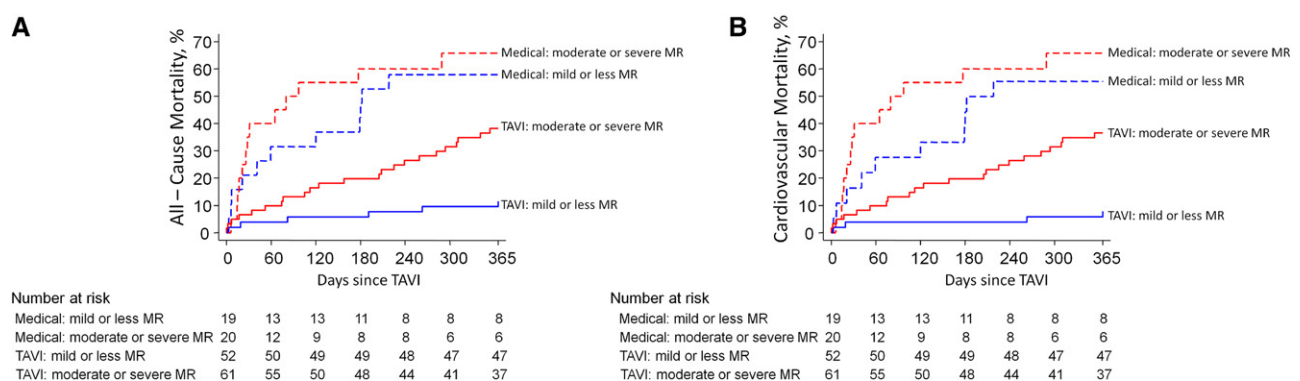 A
All – Cause Mortality, %
70
60
50
40
30
20
10
0
Medical: moderate or severe MR
Medical: mild or less MR
TAVI: moderate or severe MR
TAVI: mild or less MR
0 60 120 180 240 300 365
Days since TAVI
Number at risk
Medical: mild or less MR 19 13 13 11 8 8 8
Medical: moderate or severe MR 20 12 9 8 8 6 6
TAVI: mild or less MR 52 50 49 49 48 47 47
TAVI: moderate or severe MR 61 55 50 48 44 41 37
B
Cardiovascular Mortality, %
70
60
50
40
30
20
10
0
Medical: moderate or severe MR
Medical: mild or less MR
TAVI: moderate or severe MR
TAVI: mild or less MR
0 60 120 180 240 300 365
Days since TAVI
Number at risk
Medical: mild or less MR 19 13 13 11 8 8 8
Medical: moderate or severe MR 20 12 9 8 8 6 6
TAVI: mild or less MR 52 50 49 49 48 47 47
TAVI: moderate or severe MR 61 55 50 48 44 41 37